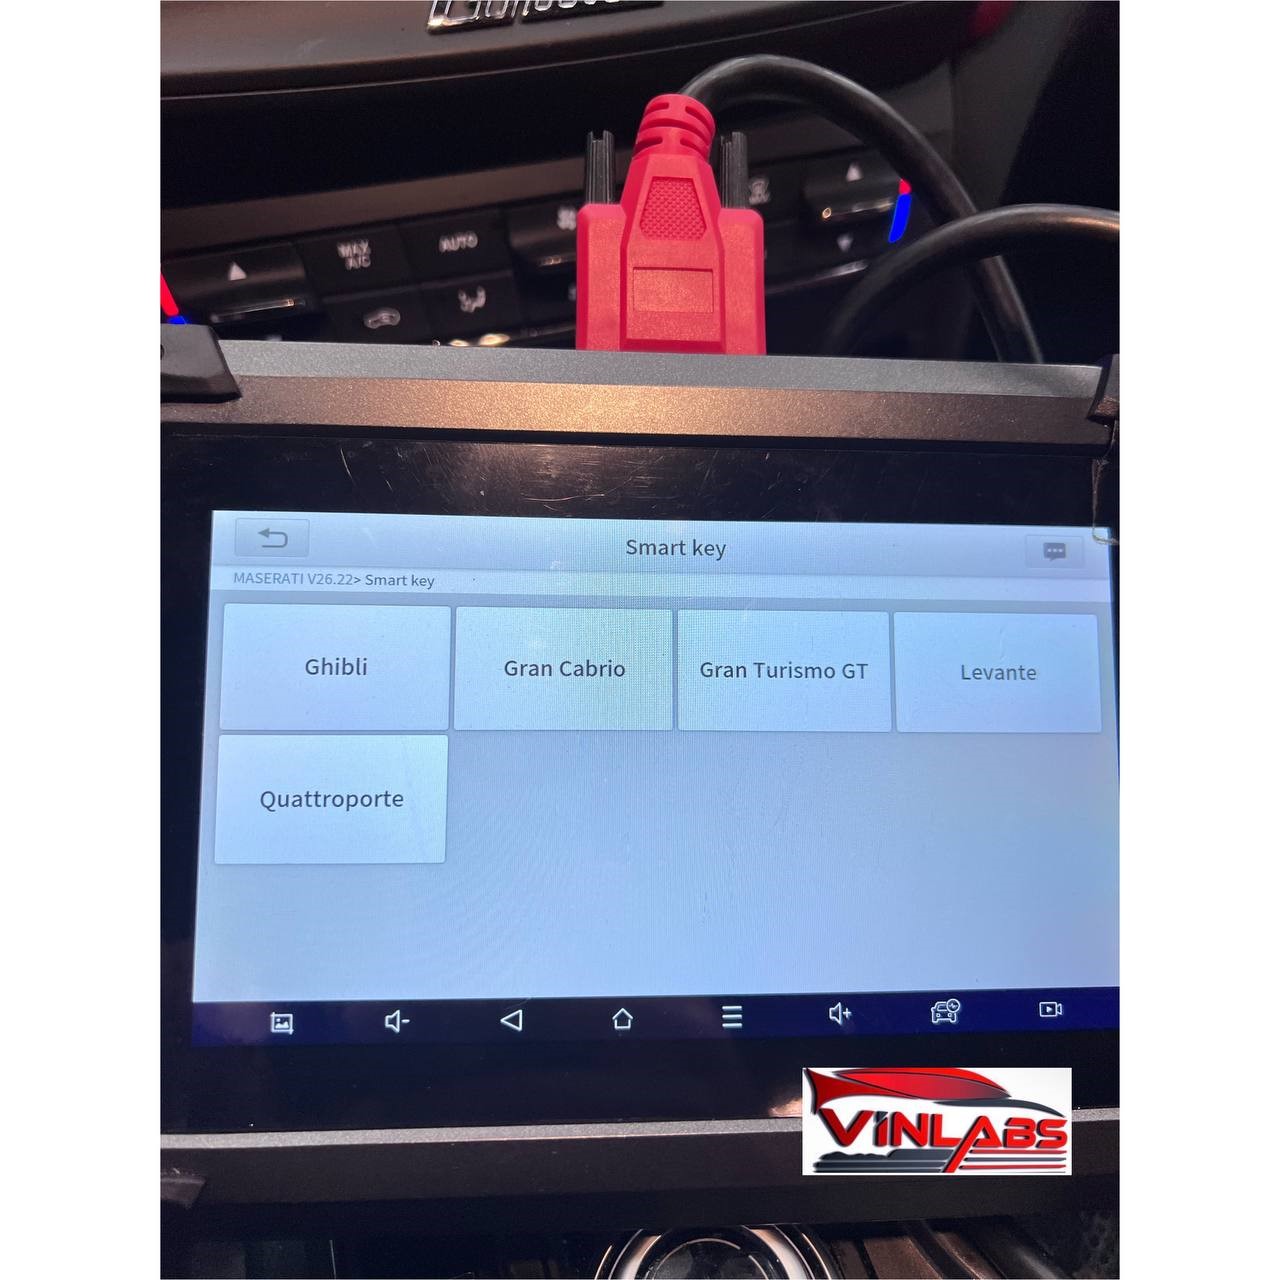 MAX
A/C
AUTO
Smart key
MASERATI V26.22> Smart key
Ghibli
Gran Cabrio
Gran Turismo GT
Levante
Quattroporte
VINLABS